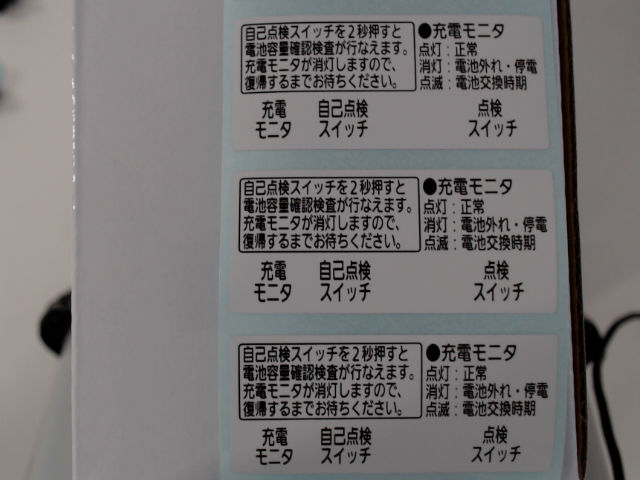 自己点検スイッチを2秒押すと
電池容量確認検査が行なえます。
充電モニタが消灯しますので、
復帰するまでお待ちください。
●充電モニタ
点灯：正常
消灯：電池外れ・停電
点滅：電池交換時期
充電 自己点検 点検
モニタ スイッチ スイッチ
自己点検スイッチを2秒押すと
電池容量確認検査が行なえます。
充電モニタが消灯しますので、
復帰するまでお待ちください。
●充電モニタ
点灯：正常
消灯：電池外れ・停電
点滅：電池交換時期
充電 自己点検 点検
モニタ スイッチ スイッチ
自己点検スイッチを2秒押すと
電池容量確認検査が行なえます。
充電モニタが消灯しますので、
復帰するまでお待ちください。
●充電モニタ
点灯：正常
消灯：電池外れ・停電
点滅：電池交換時期
充電 自己点検 点検
モニタ スイッチ スイッチ